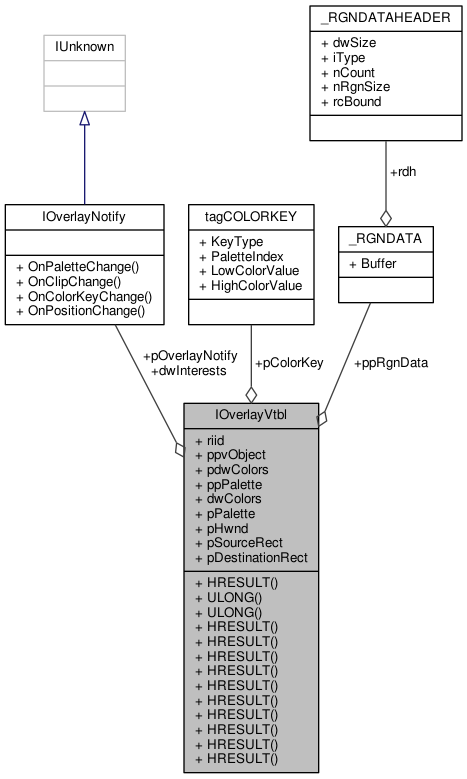 _RGNDATAHEADER
+ dwSize
+ iType
+ nCount
+ nRgnSize
+ rcBound
IUnknown
+rdh
IOverlayNotify
+ OnPaletteChange()
+ OnClipChange()
+ OnColorKeyChange()
+ OnPositionChange()
tagCOLORKEY
+ KeyType
+ PaletteIndex
+ LowColorValue
+ HighColorValue
_RGNDATA
+ Buffer
+pOverlayNotify
+dwInterests
+pColorKey
+ppRgnData
IOverlayVtbl
+ riid
+ ppvObject
+ pdwColors
+ ppPalette
+ dwColors
+ pPalette
+ pHwnd
+ pSourceRect
+ pDestinationRect
+ HRESULT()
+ ULONG()
+ ULONG()
+ HRESULT()
+ HRESULT()
+ HRESULT()
+ HRESULT()
+ HRESULT()
+ HRESULT()
+ HRESULT()
+ HRESULT()
+ HRESULT()
+ HRESULT()